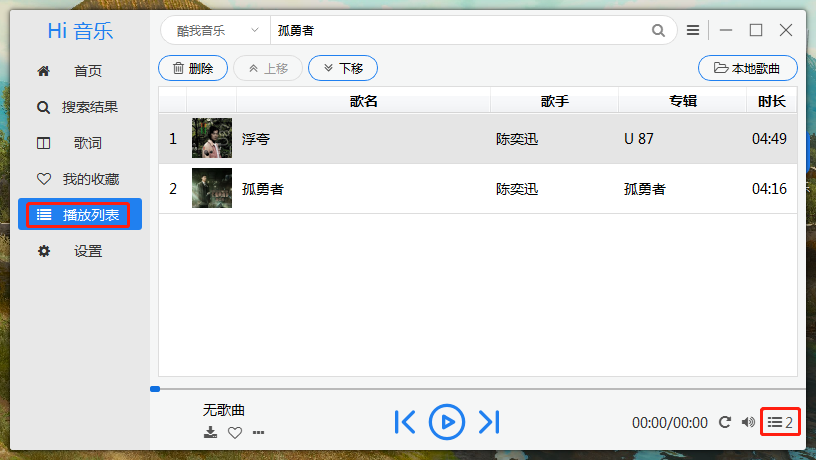 Hi 音乐
首页
搜索结果
歌词
我的收藏
播放列表
设置
酷我音乐 孤勇者
删除 上移 下移 本地歌曲
歌名 歌手 专辑 时长
1 浮夸 陈奕迅 U 87 04:49
2 孤勇者 陈奕迅 孤勇者 04:16
无歌曲
00:00/00:00 2